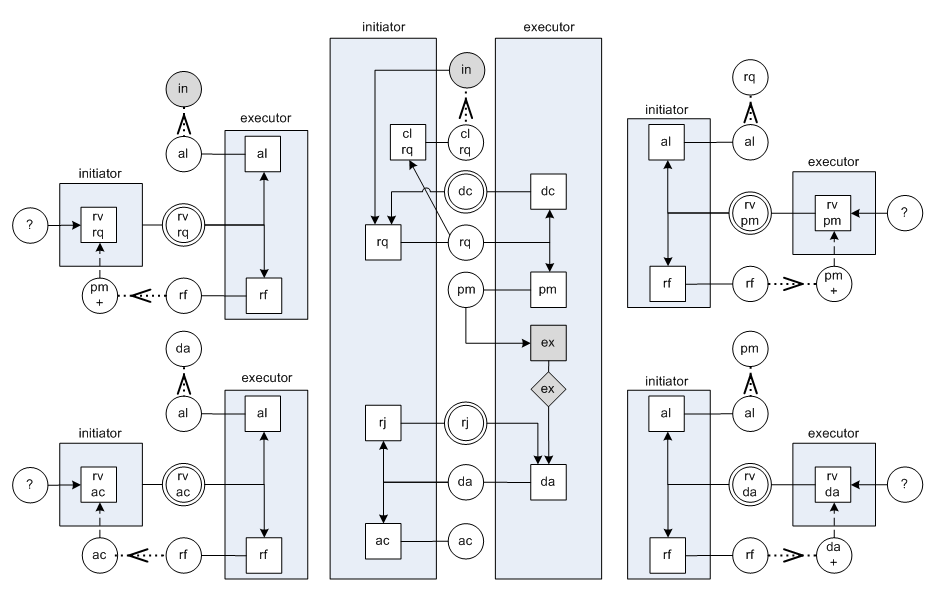 initiator
executor
in
cl
rq
cl
rq
dc
dc
rq
rq
pm
pm
ex
ex
rj
rj
da
da
ac
ac
in
executor
al
al
initiator
?
rv
rq
rv
rq
pm
+
rf
rf
da
executor
al
al
initiator
?
rv
ac
rv
ac
ac
rf
rf
rq
initiator
al
al
executor
rv
pm
rv
pm
?
rf
rf
pm
+
pm
initiator
al
al
executor
rv
da
rv
da
?
rf
rf
da
+